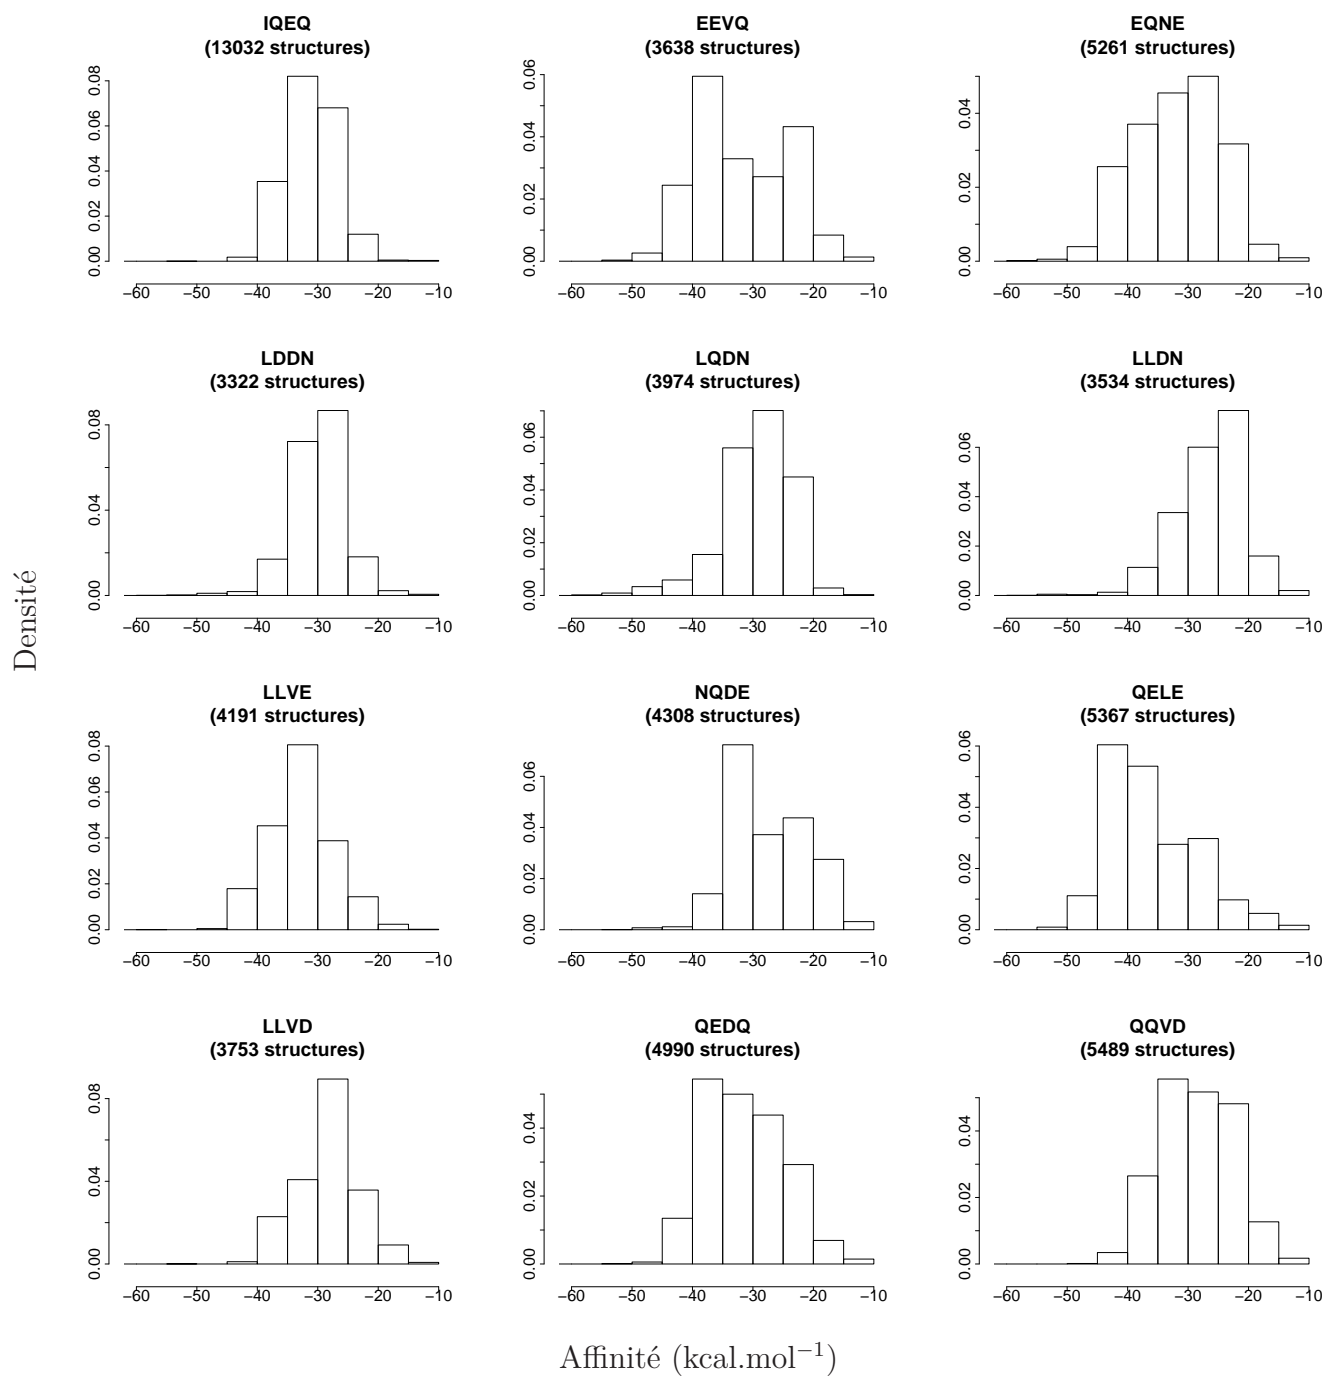 IQEQ
(13032 structures)
0.00 0.02 0.04 0.06 0.08
−60 −50 −40 −30 −20 −10
EEVQ
(3638 structures)
0.00 0.02 0.04 0.06
−60 −50 −40 −30 −20 −10
EQNE
(5261 structures)
0.00 0.02 0.04
−60 −50 −40 −30 −20 −10
LDDN
(3322 structures)
0.00 0.04 0.08
−60 −50 −40 −30 −20 −10
LQDN
(3974 structures)
0.00 0.02 0.04 0.06
−60 −50 −40 −30 −20 −10
LLDN
(3534 structures)
0.00 0.02 0.04 0.06
−60 −50 −40 −30 −20 −10
Densité
LLVE
(4191 structures)
0.00 0.02 0.04 0.06 0.08
−60 −50 −40 −30 −20 −10
NQDE
(4308 structures)
0.00 0.02 0.04 0.06
−60 −50 −40 −30 −20 −10
QELE
(5367 structures)
0.00 0.02 0.04 0.06
−60 −50 −40 −30 −20 −10
LLVD
(3753 structures)
0.00 0.04 0.08
−60 −50 −40 −30 −20 −10
QEDQ
(4990 structures)
0.00 0.02 0.04
−60 −50 −40 −30 −20 −10
QQVD
(5489 structures)
0.00 0.02 0.04
−60 −50 −40 −30 −20 −10
Affinité (kcal.mol⁻¹)